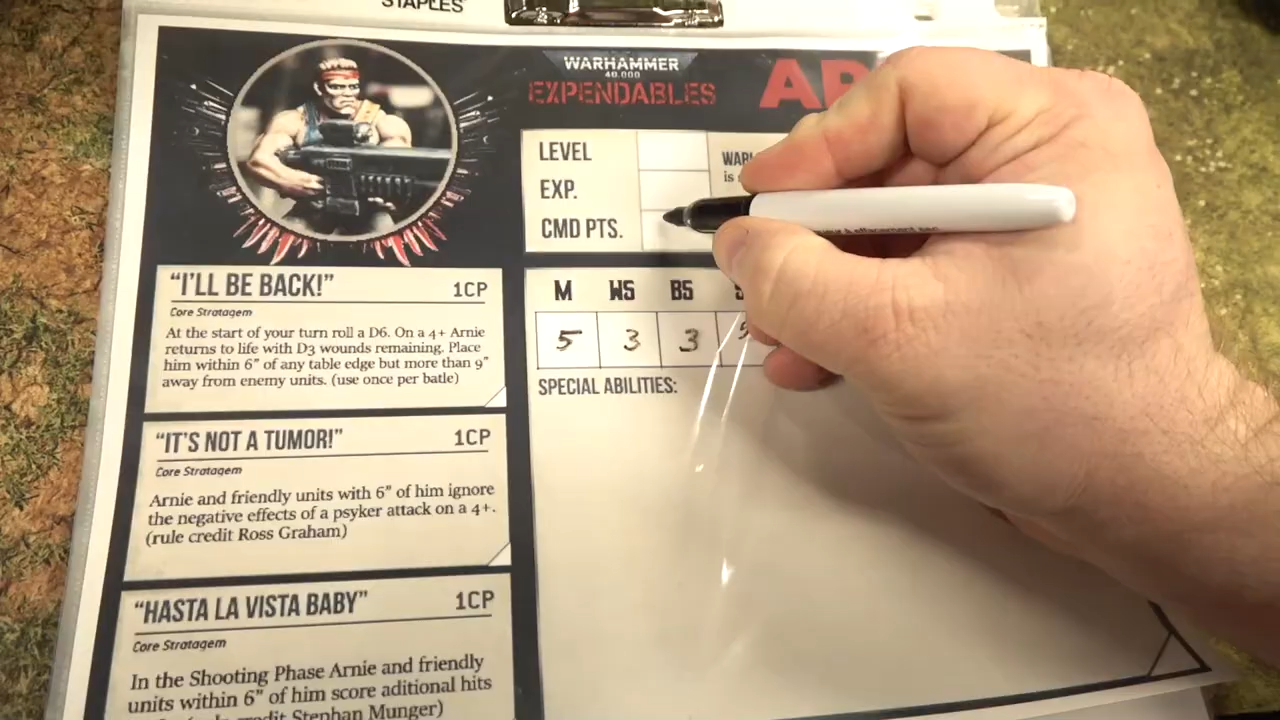 STAPLES
WARHAMMER
40,000
EXPENDABLES
LEVEL
EXP.
CMD PTS.
is
"I'LL BE BACK!" 1CP
Core Stratagem
At the start of your turn roll a D6. On a 4+ Arnie
returns to life with D3 wounds remaining. Place
him within 6" of any table edge but more than 9"
away from enemy units. (use once per batle)
M WS BS
5 3 3 5
SPECIAL ABILITIES:
"IT'S NOT A TUMOR!" 1CP
Core Stratagem
Arnie and friendly units with 6" of him ignore
the negative effects of a psyker attack on a 4+.
(rule credit Ross Graham)
"HASTA LA VISTA BABY" 1CP
Core Stratagem
In the Shooting Phase Arnie and friendly
units within 6" of him score aditional hits
credit Stephan Munger)